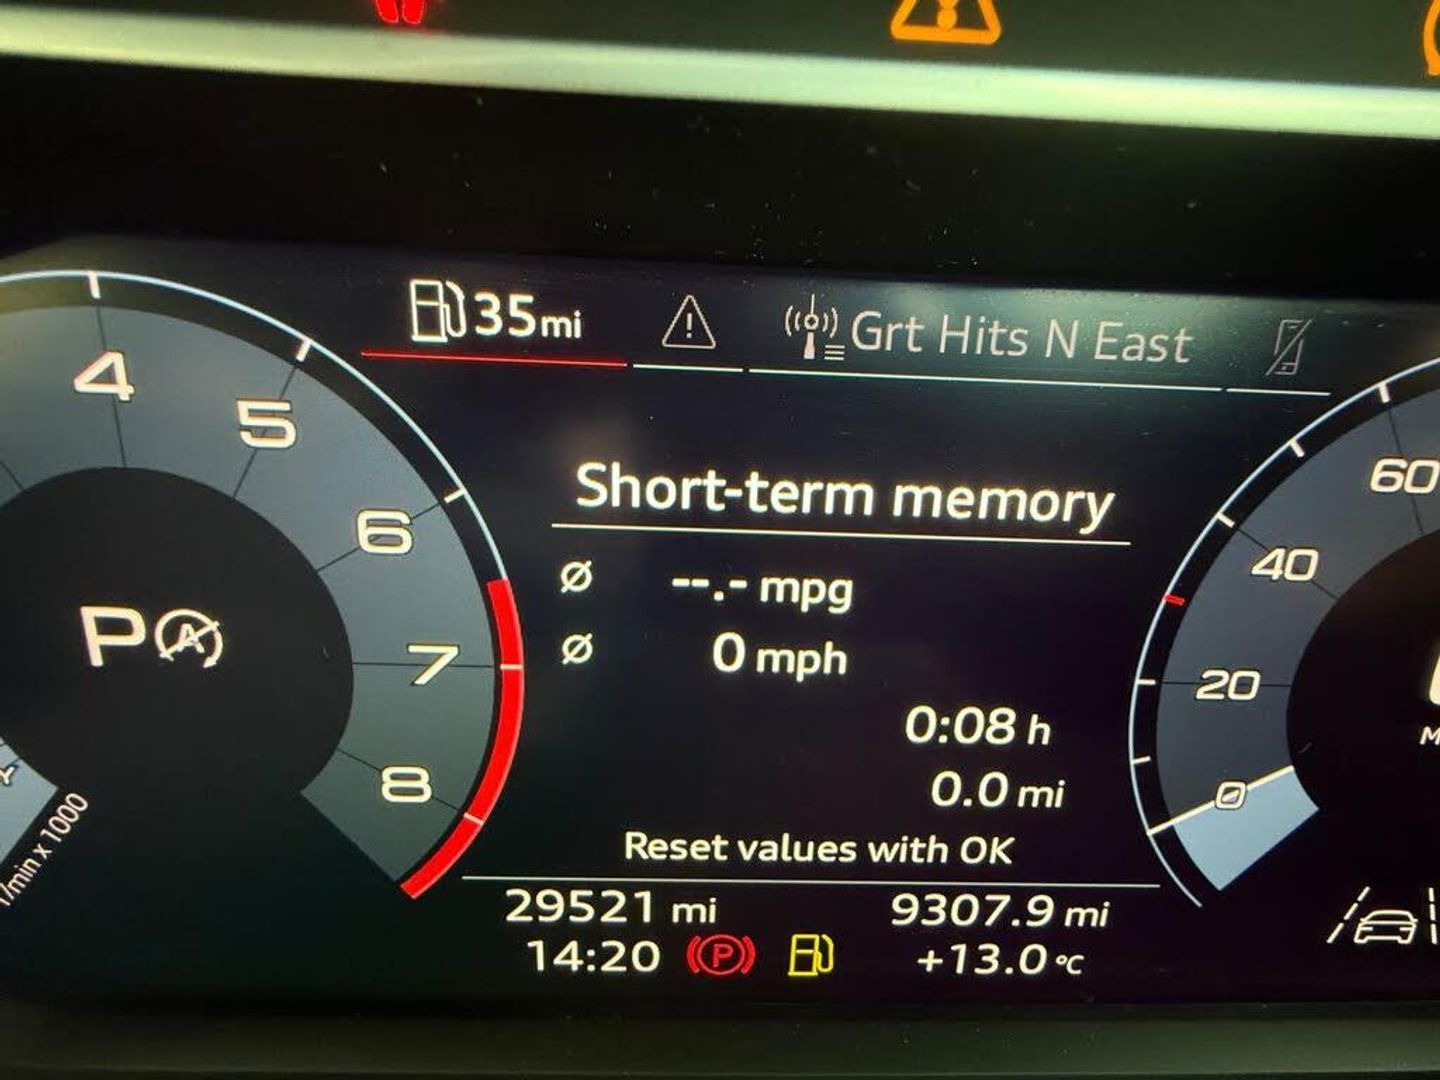 35 mi
Grt Hits N East
4
5
6
7
8
P A
1/min x 1000
Short-term memory
Ø --.- mpg
Ø 0 mph
0:08 h
0.0 mi
Reset values with OK
29521 mi 9307.9 mi
14:20 P +13.0 °C
60
40
20
0